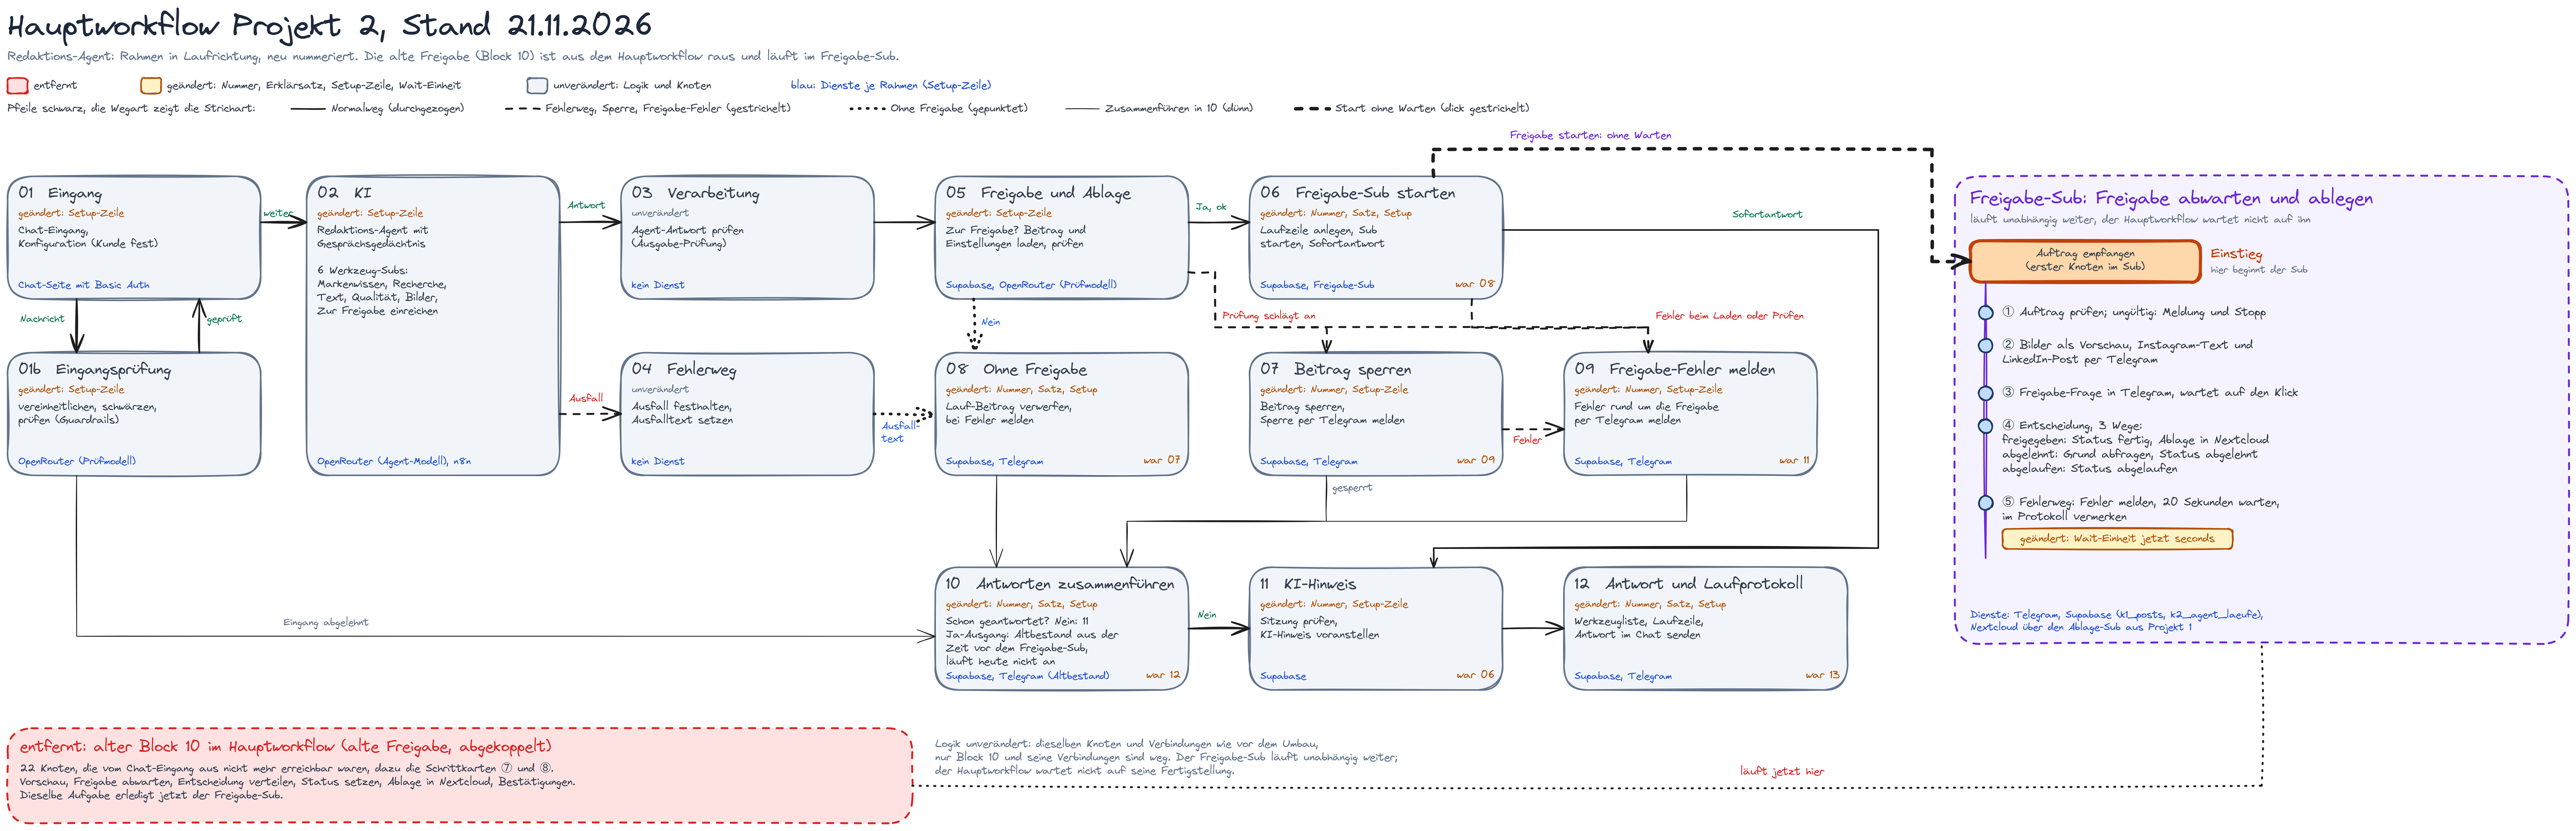 Hauptworkflow Projekt 2, Stand 21.11.2026
Redaktions-Agent: Rahmen in Laufrichtung, neu nummeriert. Die alte Freigabe (Block 10) ist aus dem Hauptworkflow raus und läuft im Freigabe-Sub.
entfernt
geändert: Nummer, Erklärsatz, Setup-Zeile, Wait-Einheit
unverändert: Logik und Knoten
blau: Dienste je Rahmen (Setup-Zeile)
Pfeile schwarz, die Wegart zeigt die Strichart:
Normalweg (durchgezogen)
Fehlerweg, Sperre, Freigabe-Fehler (gestrichelt)
Ohne Freigabe (gepunktet)
Zusammenführen in 10 (dünn)
Start ohne Warten (dick gestrichelt)
Freigabe starten: ohne Warten
01 Eingang
geändert: Setup-Zeile
Chat-Eingang,
Konfiguration (Kunde fest)
Chat-Seite mit Basic Auth
weiter
02 KI
geändert: Setup-Zeile
Redaktions-Agent mit
Gesprächsgedächtnis
6 Werkzeug-Subs:
Markenwissen, Recherche,
Text, Qualität, Bilder,
Zur Freigabe einreichen
OpenRouter (Agent-Modell), n8n
Antwort
03 Verarbeitung
unverändert
Agent-Antwort prüfen
(Ausgabe-Prüfung)
kein Dienst
05 Freigabe und Ablage
geändert: Setup-Zeile
Zur Freigabe? Beitrag und
Einstellungen laden, prüfen
Supabase, OpenRouter (Prüfmodell)
Ja, ok
06 Freigabe-Sub starten
geändert: Nummer, Satz, Setup
Laufzeile anlegen, Sub
starten, Sofortantwort
Supabase, Freigabe-Sub
war 08
Sofortantwort
Nachricht
geprüft
Nein
Prüfung schlägt an
Fehler beim Laden oder Prüfen
01b Eingangsprüfung
geändert: Setup-Zeile
vereinheitlichen, schwärzen,
prüfen (Guardrails)
OpenRouter (Prüfmodell)
Ausfall
04 Fehlerweg
unverändert
Ausfall festhalten,
Ausfalltext setzen
kein Dienst
Ausfall-
text
08 Ohne Freigabe
geändert: Nummer, Satz, Setup
Lauf-Beitrag verwerfen,
bei Fehler melden
Supabase, Telegram
war 07
07 Beitrag sperren
geändert: Nummer, Setup-Zeile
Beitrag sperren,
Sperre per Telegram melden
Supabase, Telegram
war 09
Fehler
09 Freigabe-Fehler melden
geändert: Nummer, Setup-Zeile
Fehler rund um die Freigabe
per Telegram melden
Supabase, Telegram
war 11
gesperrt
Eingang abgelehnt
10 Antworten zusammenführen
geändert: Nummer, Satz, Setup
Schon geantwortet? Nein: 11
Ja-Ausgang: Altbestand aus der
Zeit vor dem Freigabe-Sub,
läuft heute nicht an
Supabase, Telegram (Altbestand)
war 12
Nein
11 KI-Hinweis
geändert: Nummer, Setup-Zeile
Sitzung prüfen,
KI-Hinweis voranstellen
Supabase
war 06
12 Antwort und Laufprotokoll
geändert: Nummer, Satz, Setup
Werkzeugliste, Laufzeile,
Antwort im Chat senden
Supabase, Telegram
war 13
Freigabe-Sub: Freigabe abwarten und ablegen
läuft unabhängig weiter, der Hauptworkflow wartet nicht auf ihn
Auftrag empfangen
(erster Knoten im Sub)
Einstieg
hier beginnt der Sub
① Auftrag prüfen; ungültig: Meldung und Stopp
② Bilder als Vorschau, Instagram-Text und
LinkedIn-Post per Telegram
③ Freigabe-Frage in Telegram, wartet auf den Klick
④ Entscheidung, 3 Wege:
freigegeben: Status fertig, Ablage in Nextcloud
abgelehnt: Grund abfragen, Status abgelehnt
abgelaufen: Status abgelaufen
⑤ Fehlerweg: Fehler melden, 20 Sekunden warten,
im Protokoll vermerken
geändert: Wait-Einheit jetzt seconds
Dienste: Telegram, Supabase (k1_posts, k2_agent_laeufe),
Nextcloud über den Ablage-Sub aus Projekt 1
entfernt: alter Block 10 im Hauptworkflow (alte Freigabe, abgekoppelt)
22 Knoten, die vom Chat-Eingang aus nicht mehr erreichbar waren, dazu die Schrittkarten ⑦ und ⑧.
Vorschau, Freigabe abwarten, Entscheidung verteilen, Status setzen, Ablage in Nextcloud, Bestätigungen.
Dieselbe Aufgabe erledigt jetzt der Freigabe-Sub.
Logik unverändert: dieselben Knoten und Verbindungen wie vor dem Umbau,
nur Block 10 und seine Verbindungen sind weg. Der Freigabe-Sub läuft unabhängig weiter;
der Hauptworkflow wartet nicht auf seine Fertigstellung.
läuft jetzt hier